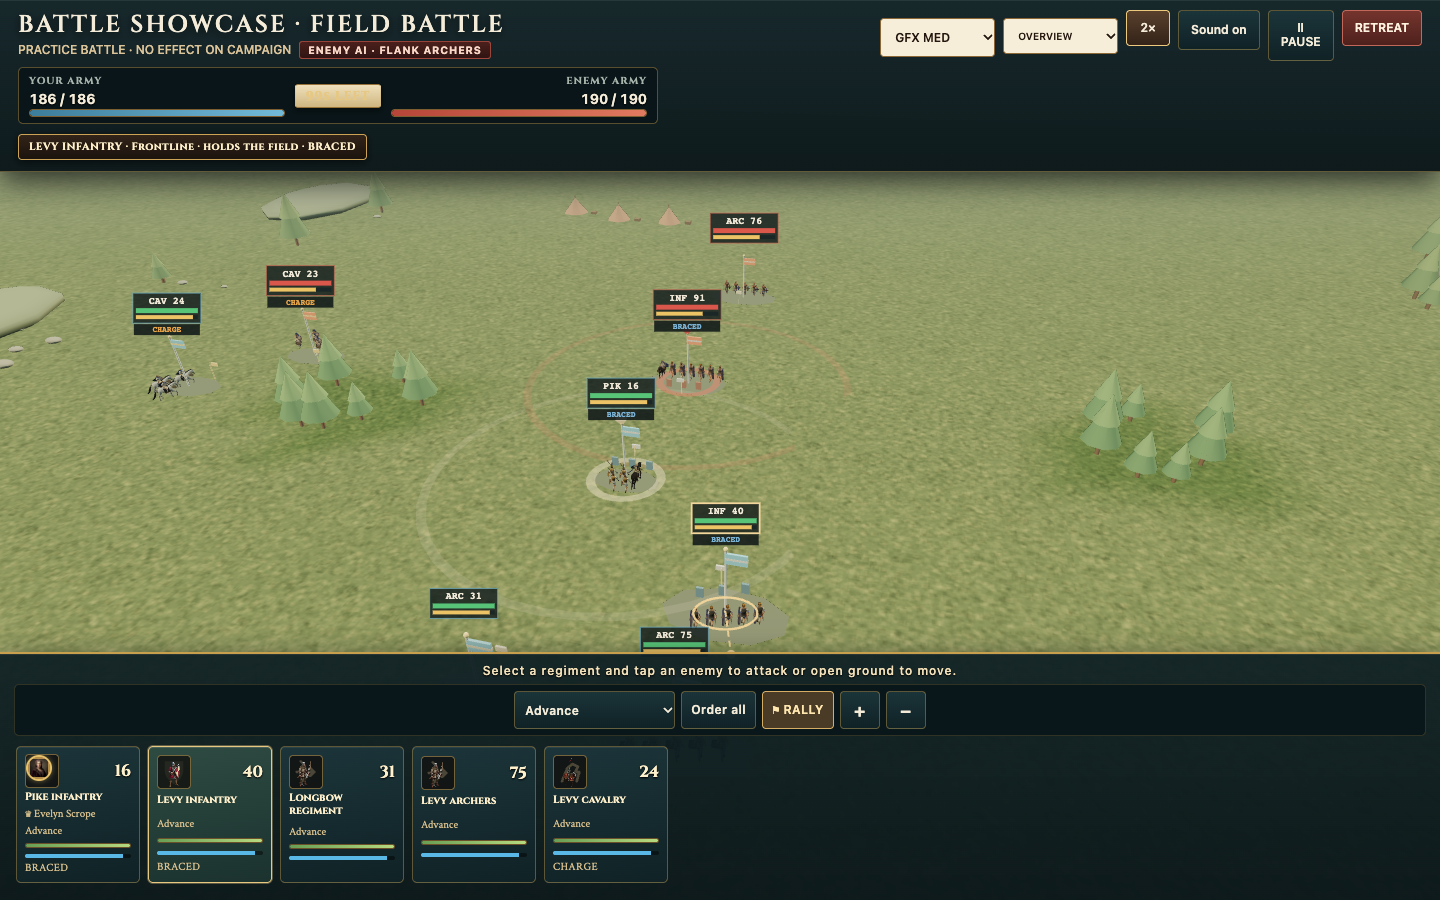 BATTLE SHOWCASE · FIELD BATTLE
PRACTICE BATTLE · NO EFFECT ON CAMPAIGN
ENEMY AI · FLANK ARCHERS
GFX MED
OVERVIEW
2×
Sound on
II
PAUSE
RETREAT
YOUR ARMY
186 / 186
ENEMY ARMY
190 / 190
LEVY INFANTRY · FRONTLINE · HOLDS THE FIELD · BRACED
ARC 76
CAV 23
CHARGE
CAV 24
CHARGE
INF 91
BRACED
PIK 16
BRACED
INF 40
BRACED
ARC 31
ARC 75
Select a regiment and tap an enemy to attack or open ground to move.
Advance
Order all
⚑ RALLY
+
−
16
PIKE INFANTRY
♛ Evelyn Scrope
Advance
BRACED
40
LEVY INFANTRY
Advance
BRACED
31
LONGBOW
REGIMENT
Advance
75
LEVY ARCHERS
Advance
24
LEVY CAVALRY
Advance
CHARGE